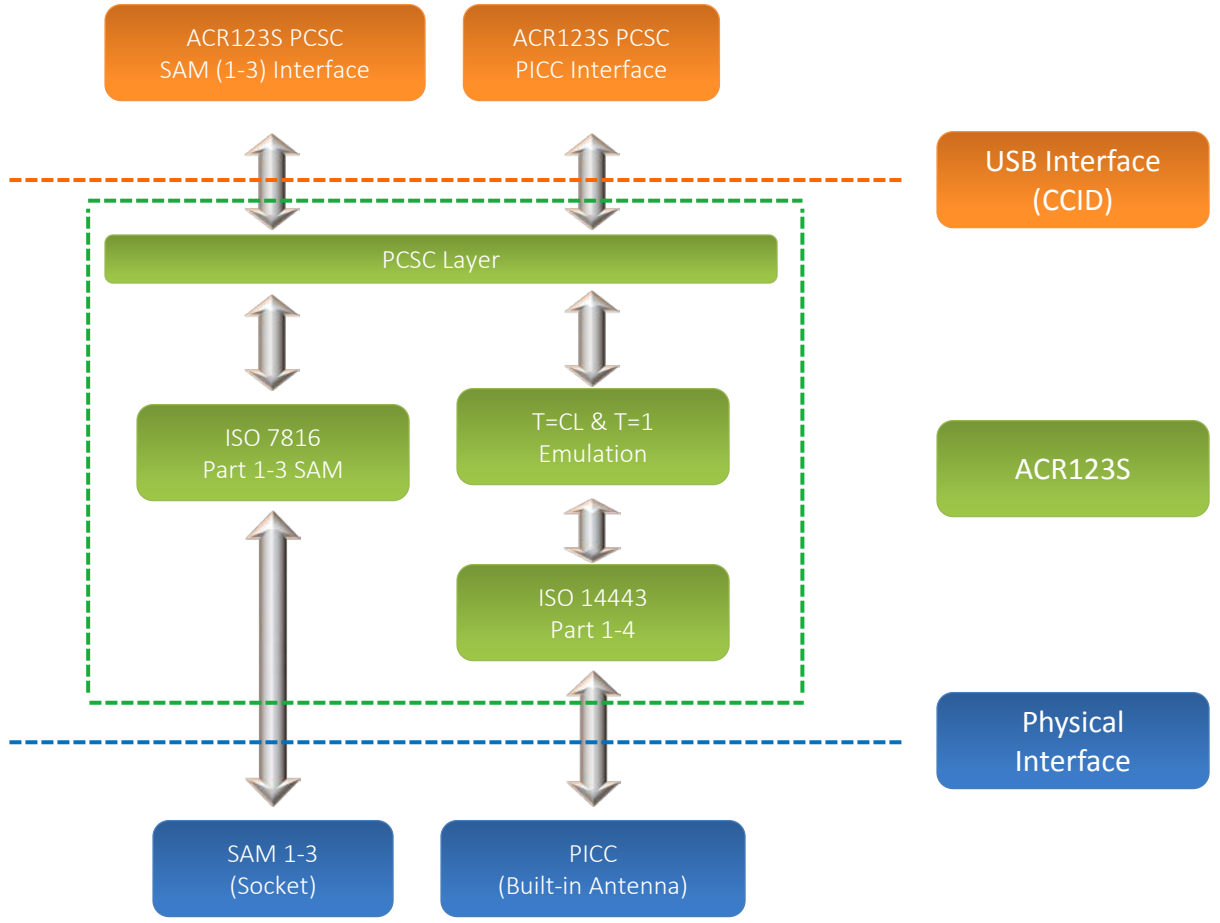 ACR123S PCSC
SAM (1-3) Interface
ACR123S PCSC
PICC Interface
USB Interface
(CCID)
PCSC Layer
ISO 7816
Part 1-3 SAM
T=CL & T=1
Emulation
ACR123S
ISO 14443
Part 1-4
Physical
Interface
SAM 1-3
(Socket)
PICC
(Built-in Antenna)